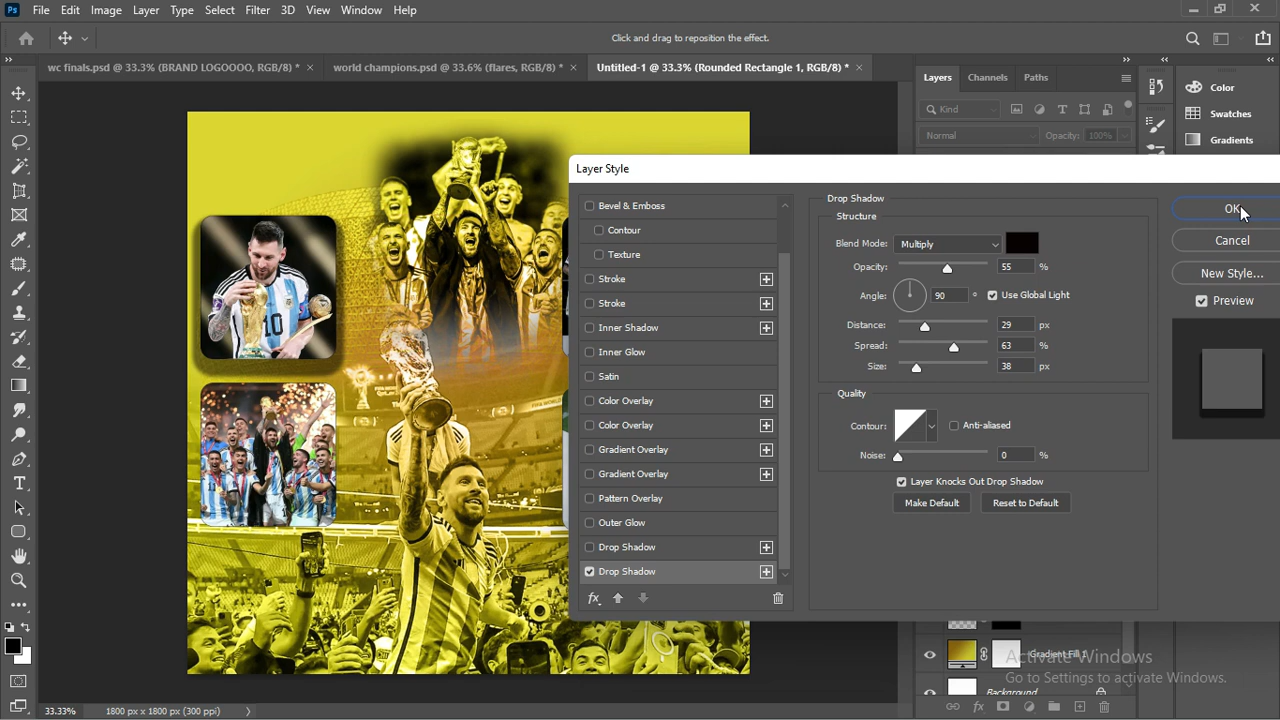 Ps File Edit Image Layer Type Select Filter 3D View Window Help
Click and drag to reposition the effect.
wc finals.psd @ 33.3% (BRAND LOGOOOO, RGB/8) * ×
world champions.psd @ 33.6% (flares, RGB/8) * ×
Untitled-1 @ 33.3% (Rounded Rectangle 1, RGB/8) * ×
Layers Channels Paths
Color
Kind
Swatches
Normal Opacity: 100%
Gradients
Layer Style
Bevel & Emboss
Contour
Texture
Stroke
Stroke
Inner Shadow
Inner Glow
Satin
Color Overlay
Color Overlay
Gradient Overlay
Gradient Overlay
Pattern Overlay
Outer Glow
Drop Shadow
Drop Shadow
fx
Drop Shadow
Structure
Blend Mode: Multiply
Opacity: 55 %
Angle: 90 ° Use Global Light
Distance: 29 px
Spread: 63 %
Size: 38 px
Quality
Contour: Anti-aliased
Noise: 0 %
Layer Knocks Out Drop Shadow
Make Default Reset to Default
OK
Cancel
New Style...
Preview
10
Gradient Fill 1
Background
Activate Windows
Go to Settings to activate Windows.
33.33% 1800 px x 1800 px (300 ppi)
fx